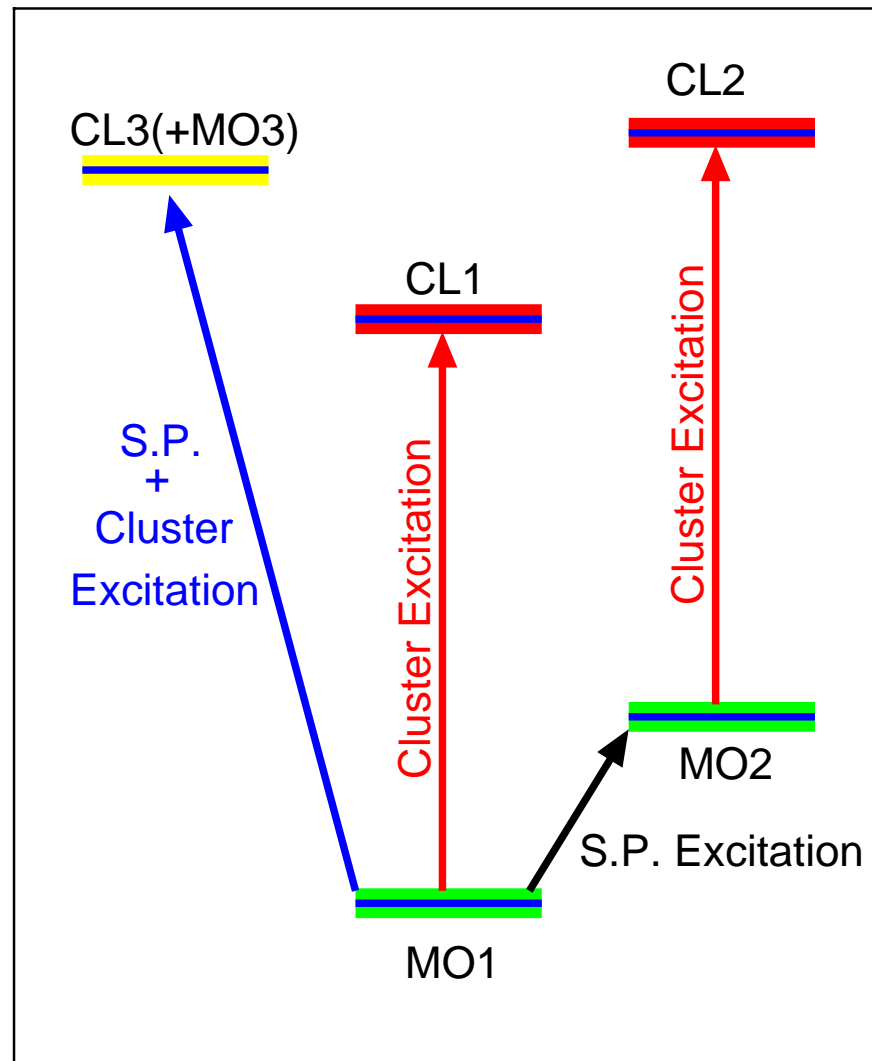 CL2
CL3(+MO3)
CL1
S.P.
+
Cluster
Excitation
Cluster Excitation
Cluster Excitation
MO2
S.P. Excitation
MO1